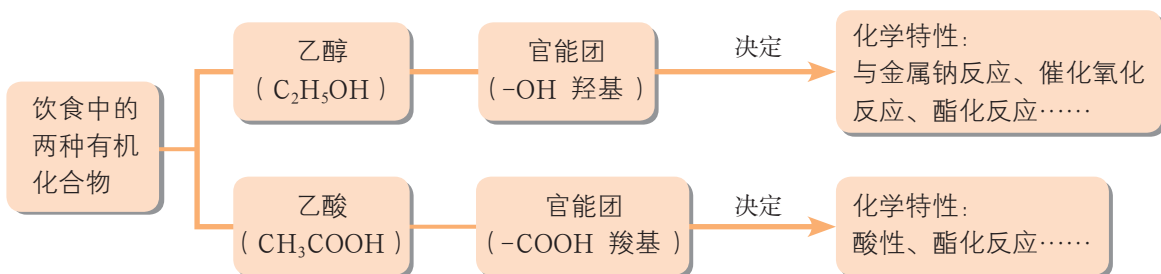 饮食中的
两种有机
化合物
乙醇
（C₂H₅OH）
官能团
（-OH 羟基）
决定
化学特性：
与金属钠反应、催化氧化
反应、酯化反应……
乙酸
（CH₃COOH）
官能团
（-COOH 羧基）
决定
化学特性：
酸性、酯化反应……